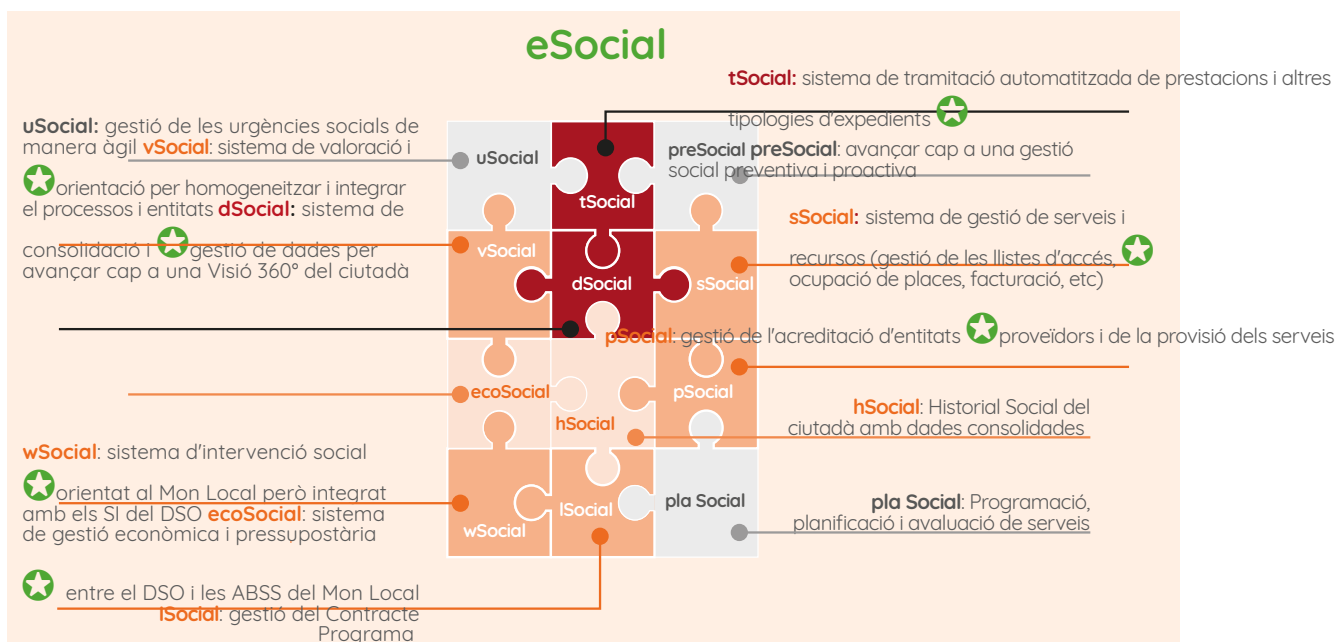 eSocial
uSocial: gestió de les urgències socials de
manera àgil vSocial: sistema de valoració i
orientació per homogeneitzar i integrar
el processos i entitats dSocial: sistema de
consolidació i gestió de dades per
avançar cap a una Visió 360º del ciutadà
wSocial: sistema d'intervenció social
orientat al Mon Local però integrat
amb els SI del DSO ecoSocial: sistema
de gestió econòmica i pressupostària
entre el DSO i les ABSS del Mon Local
lSocial: gestió del Contracte
Programa
uSocial
tSocial
preSocial
vSocial
dSocial
sSocial
ecoSocial
hSocial
pSocial
wSocial
lSocial
pla Social
tSocial: sistema de tramitació automatitzada de prestacions i altres
tipologies d'expedients
preSocial: avançar cap a una gestió
social preventiva i proactiva
sSocial: sistema de gestió de serveis i
recursos (gestió de les llistes d'accés,
ocupació de places, facturació, etc)
pSocial: gestió de l'acreditació d'entitats proveïdors i de la provisió dels serveis
hSocial: Historial Social del
ciutadà amb dades consolidades
pla Social: Programació,
planificació i avaluació de serveis